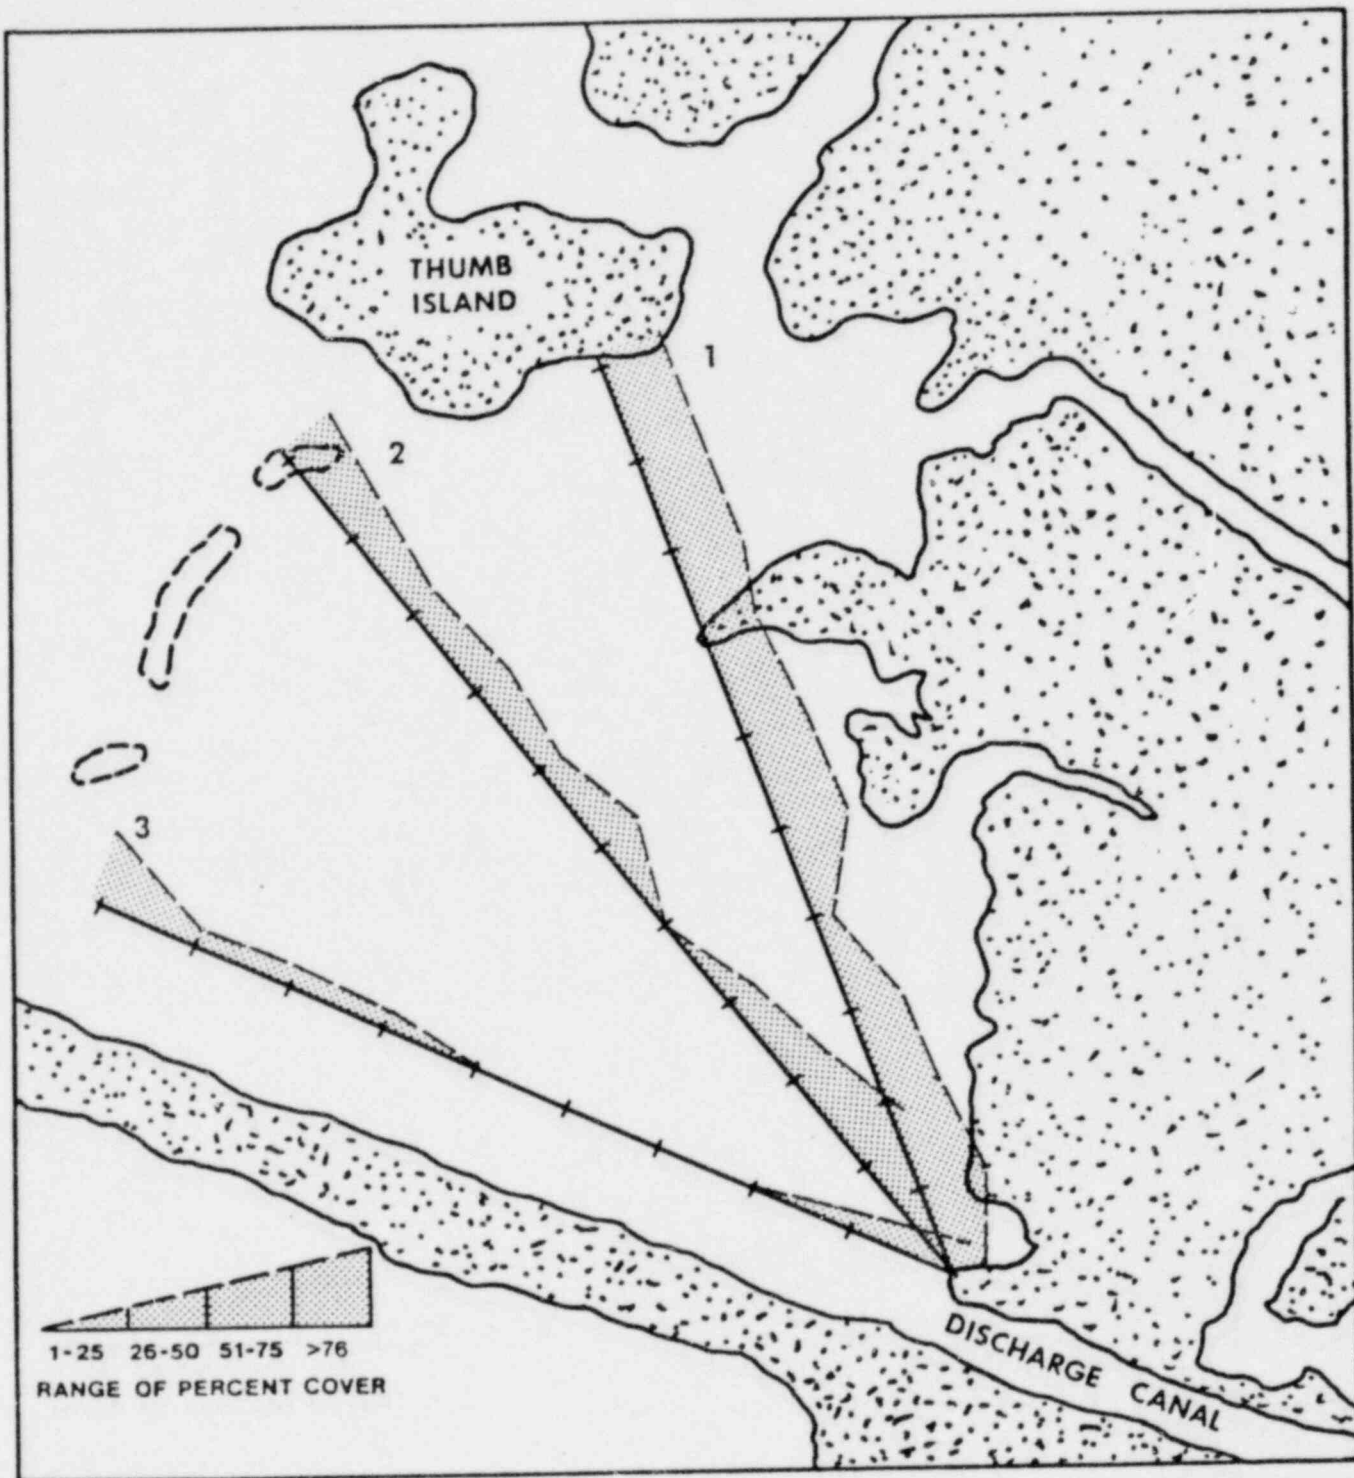 THUMB
ISLAND
1
2
3
1-25 26-50 51-75 >76
RANGE OF PERCENT COVER
DISCHARGE CANAL